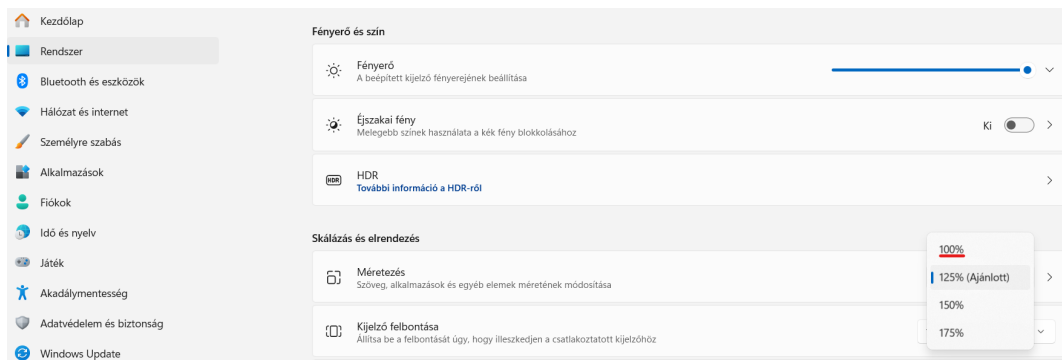 Kezdőlap
Rendszer
Bluetooth és eszközök
Hálózat és internet
Személyre szabás
Alkalmazások
Fiókok
Idő és nyelv
Játék
Akadálymentesség
Adatvédelem és biztonság
Windows Update
Fényerő és szín
Fényerő
A beépített kijelző fényerejének beállítása
Éjszakai fény
Melegebb színek használata a kék fény blokkolásához
Ki
HDR
HDR
További információ a HDR-ről
Skálázás és elrendezés
Méretezés
Szöveg, alkalmazások és egyéb elemek méretének módosítása
Kijelző felbontása
Állítsa be a felbontását úgy, hogy illeszkedjen a csatlakoztatott kijelzőhöz
100%
125% (Ajánlott)
150%
175%